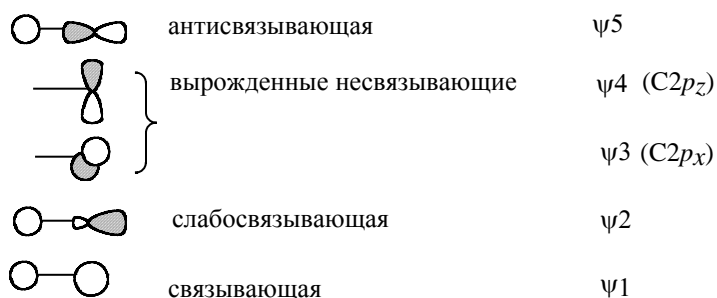 антисвязывающая ψ5
вырожденные несвязывающие ψ4 (C2pz)
ψ3 (C2px)
слабосвязывающая ψ2
связывающая ψ1